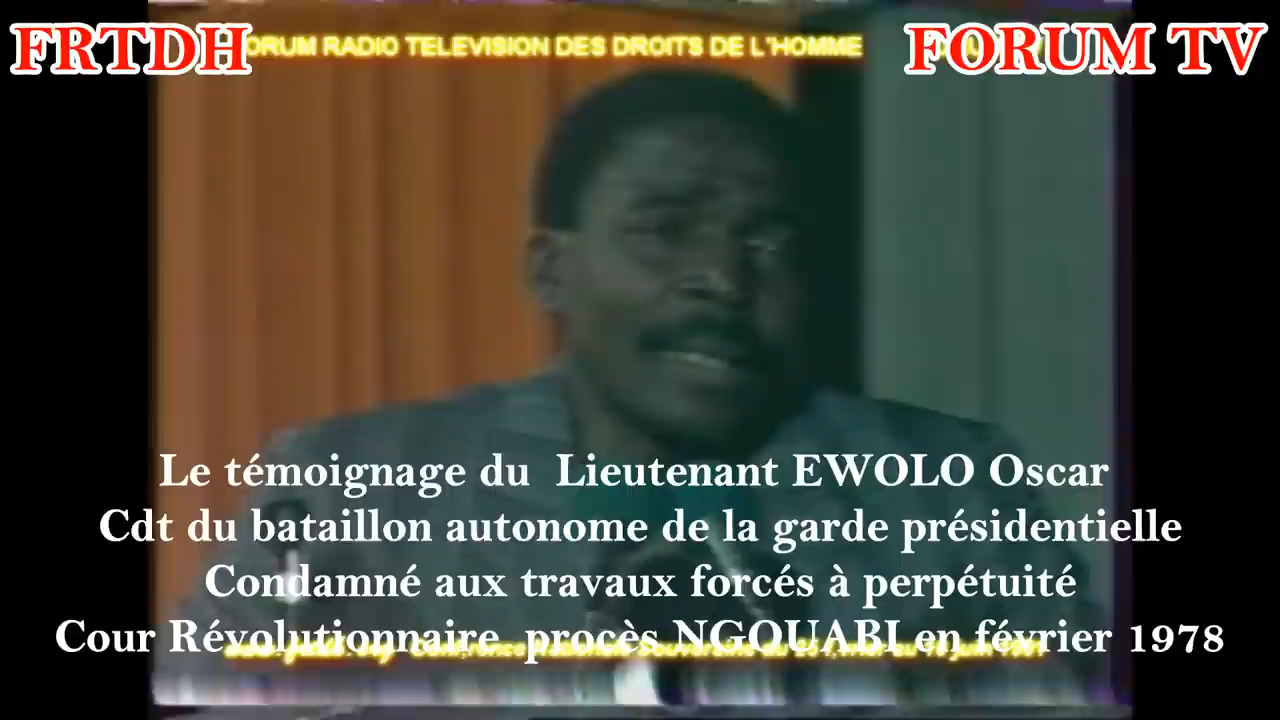 FRTDH
FORUM RADIO TELEVISION DES DROITS DE L'HOMME
FORUM TV
Le témoignage du Lieutenant EWOLO Oscar
Cdt du bataillon autonome de la garde présidentielle
Condamné aux travaux forcés à perpétuité
Cour Révolutionnaire procès NGOUABI en février 1978